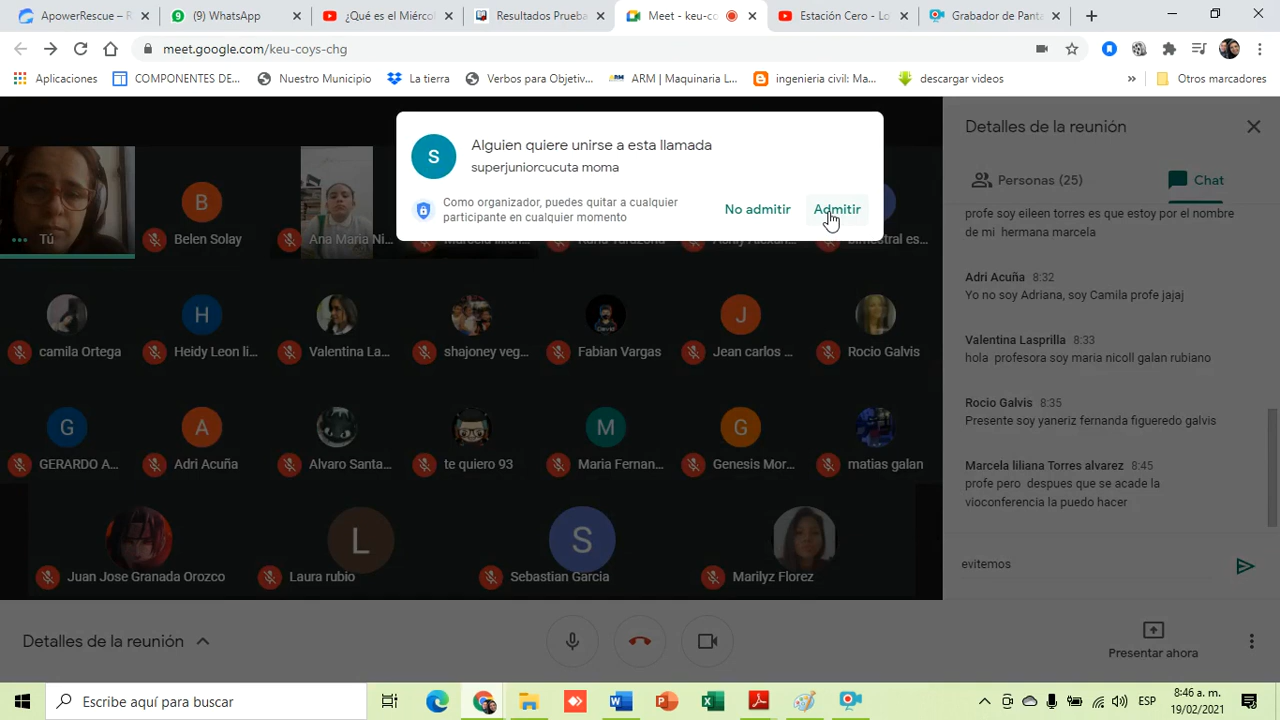 ApowerRescue - R
(9) WhatsApp
¿Qués el Miércol
Resultados Prueba
Meet - keu-co
Estación Cero - Lo
Grabador de Panta
meet.google.com/keu-coys-chg
Aplicaciones
COMPONENTES DE...
Nuestro Municipio
La tierra
Verbos para Objetiv...
ARM | Maquinaria L...
ingenieria civil: Ma...
descargar videos
»
Otros marcadores
Alguien quiere unirse a esta llamada
S
superjuniorcucuta moma
Como organizador, puedes quitar a cualquier
participante en cualquier momento
No admitir
Admitir
Detalles de la reunión
Personas (25)
Chat
profe soy eileen torres es que estoy por el nombre
de mi hermana marcela
Adri Acuña 8:32
Yo no soy Adriana, soy Camila profe jajaj
Valentina Lasprilla 8:33
hola profesora soy maria nicoll galan rubiano
Rocio Galvis 8:35
Presente soy yaneriz fernanda figueredo galvis
Marcela liliana Torres alvarez 8:45
profe pero despues que se acade la
vioconferencia la puedo hacer
evitemos
Tú
B
Belen Solay
Ana Maria Ni...
bimestral es...
camila Ortega
H
Heidy Leon li...
Valentina La...
shajoney veg...
Fabian Vargas
J
Jean carlos ...
Rocio Galvis
G
GERARDO A...
A
Adri Acuña
Alvaro Santa...
te quiero 93
M
Maria Fernan...
G
Genesis Mor...
matias galan
Juan Jose Granada Orozco
L
Laura rubio
S
Sebastian Garcia
Marilyz Florez
Detalles de la reunión
Presentar ahora
Escribe aquí para buscar
ESP
8:46 a. m.
19/02/2021